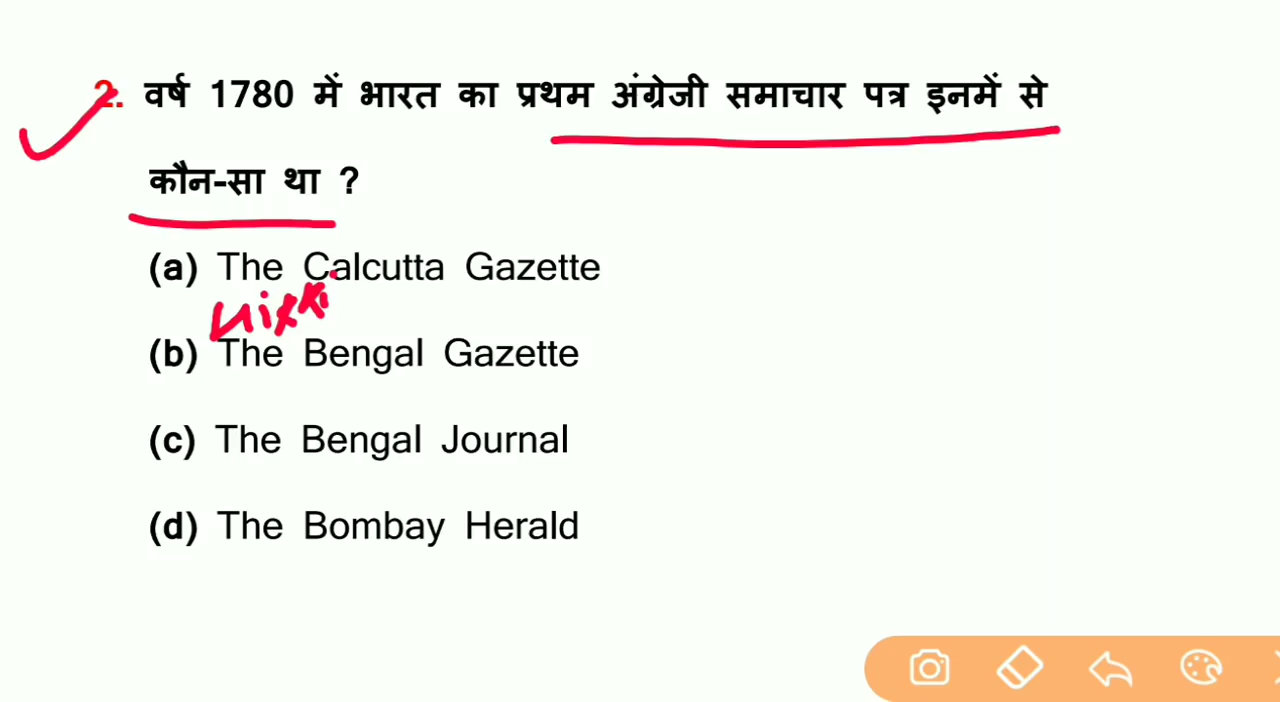 2. वर्ष 1780 में भारत का प्रथम अंग्रेजी समाचार पत्र इनमें से
कौन-सा था ?
(a) The Calcutta Gazette
(b) The Bengal Gazette
(c) The Bengal Journal
(d) The Bombay Herald